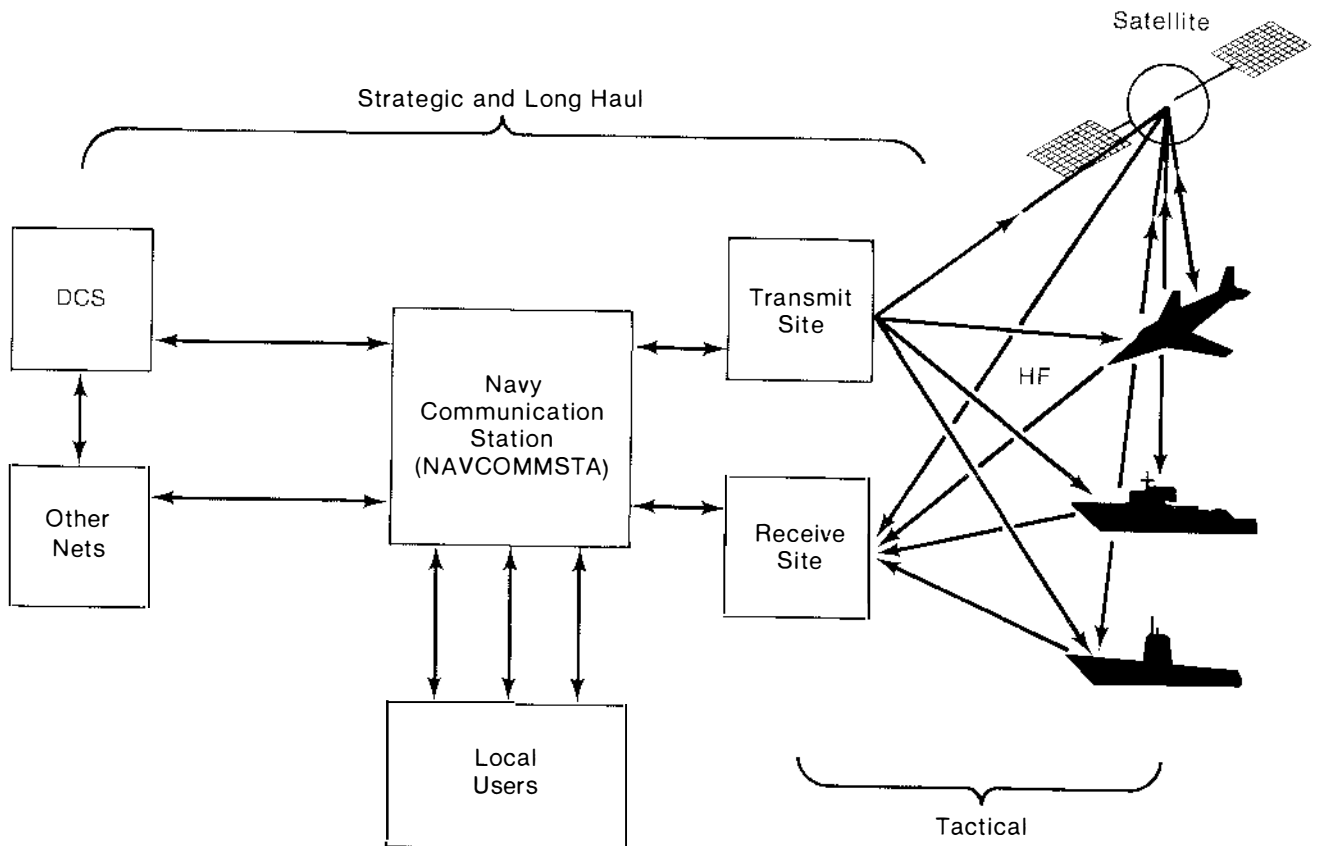 Satellite
Strategic and Long Haul
DCS
Transmit
Site
Navy
Communication
Station
(NAVCOMMSTA)
HF
Other
Nets
Receive
Site
Local
Users
Tactical